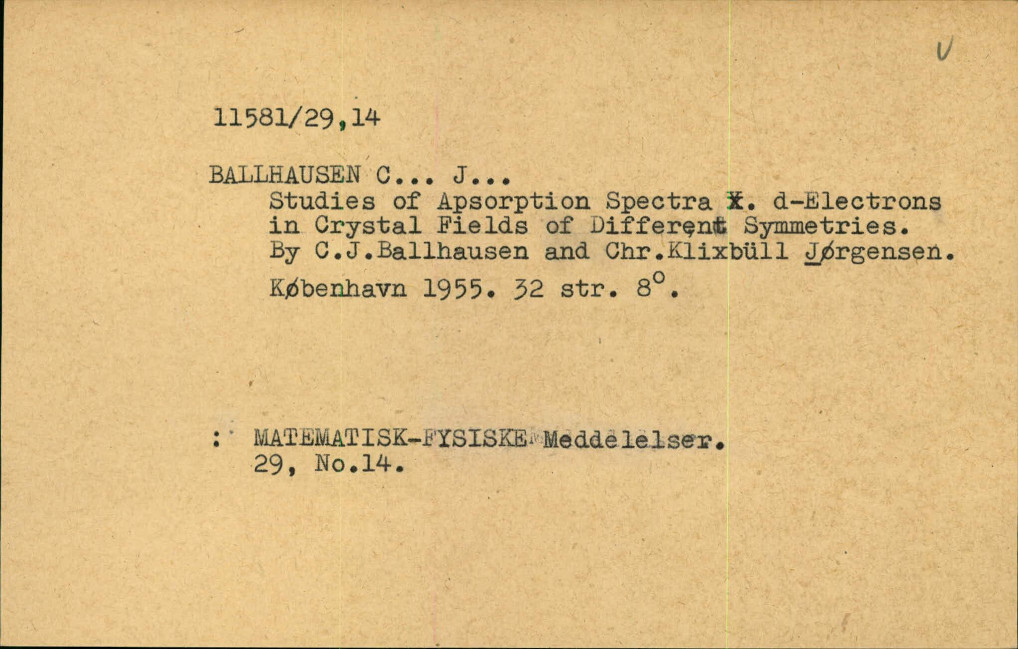 V
11581/29,14
BALLHAUSEN C... J...
Studies of Apsorption Spectra X. d-Electrons
in Crystal Fields of Different Symmetries.
By C.J.Ballhausen and Chr.Klixbüll Jørgensen.
København 1955. 32 str. 8°.
: MATEMATISK-FYSISKE Meddelelser.
29, No.14.